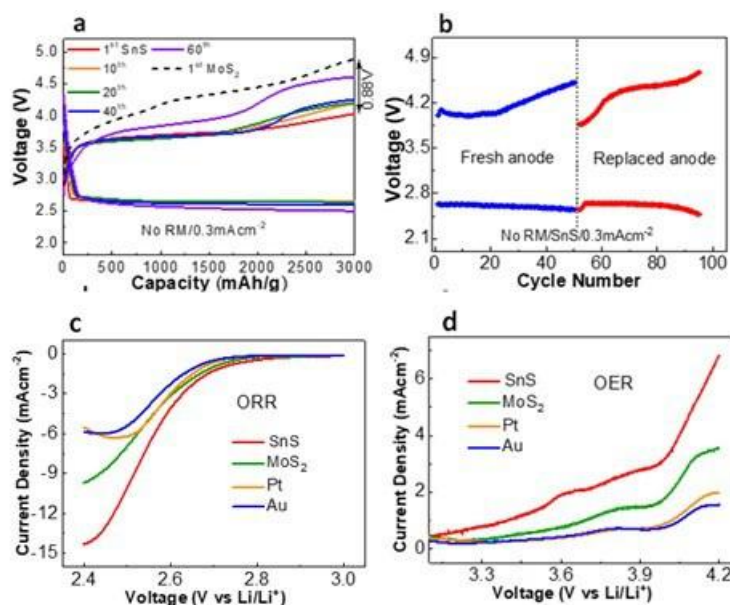 a
1st SnS 60th
10th 1st MoS2
20th
40th
5.0
4.5
4.0
3.5
3.0
2.5
2.0
Voltage (V)
0.88V
No RM/0.3mAcm-2
0 500 1000 1500 2000 2500 3000
Capacity (mAh/g)
b
4.9
4.2
3.5
2.8
2.1
Voltage (V)
Fresh anode Replaced anode
No RM/SnS/0.3mAcm-2
0 20 40 60 80 100
Cycle Number
c
0
-3
-6
-9
-12
-15
Current Density (mAcm-2)
ORR
SnS
MoS2
Pt
Au
2.4 2.6 2.8 3.0
Voltage (V vs Li/Li+)
d
6
4
2
0
Current Density (mAcm-2)
OER
SnS
MoS2
Pt
Au
3.3 3.6 3.9 4.2
Voltage (V vs Li/Li+)